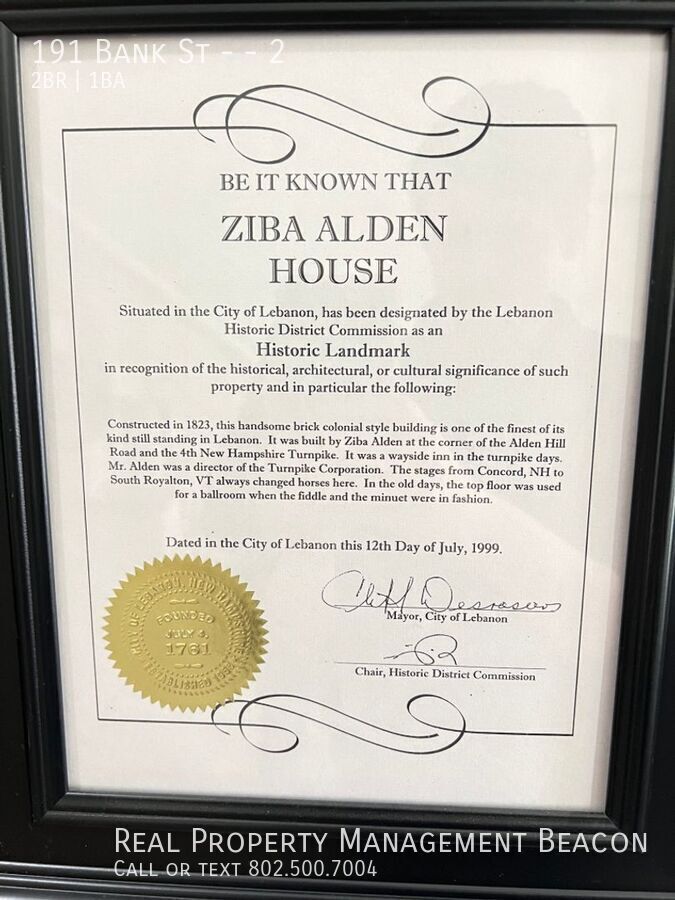 191 Bank St - - 2
2BR | 1BA
BE IT KNOWN THAT
ZIBA ALDEN
HOUSE
Situated in the City of Lebanon, has been designated by the Lebanon
Historic District Commission as an
Historic Landmark
in recognition of the historical, architectural, or cultural significance of such
property and in particular the following:
Constructed in 1823, this handsome brick colonial style building is one of the finest of its
kind still standing in Lebanon. It was built by Ziba Alden at the corner of the Alden Hill
Road and the 4th New Hampshire Turnpike. It was a wayside inn in the turnpike days.
Mr. Alden was a director of the Turnpike Corporation. The stages from Concord, NH to
South Royalton, VT always changed horses here. In the old days, the top floor was used
for a ballroom when the fiddle and the minuet were in fashion.
Dated in the City of Lebanon this 12th Day of July, 1999.
Mayor, City of Lebanon
Chair, Historic District Commission
CITY OF LEBANON, NEW HAMPSHIRE
FOUNDED
JULY 4,
1761
ESTABLISHED
Real Property Management Beacon
Call or text 802.500.7004